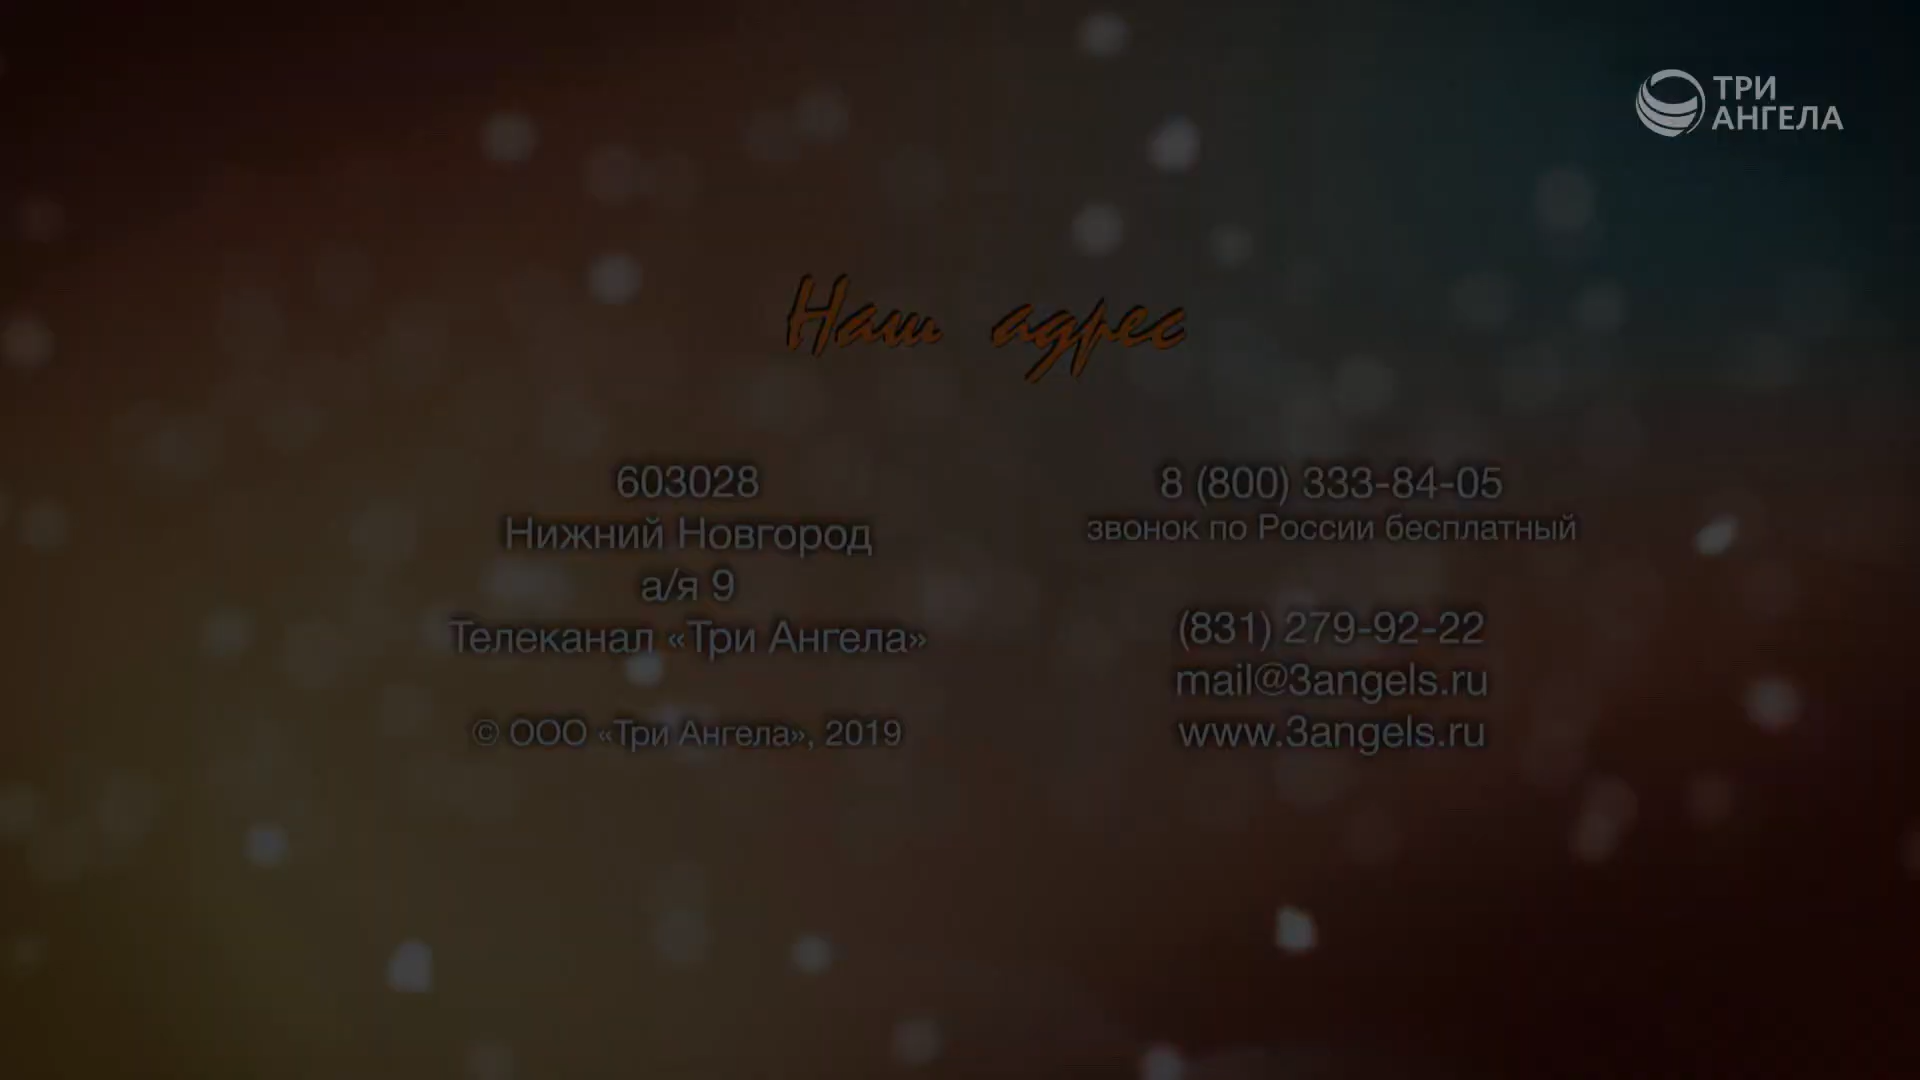 ТРИ
АНГЕЛА
Наш адрес
603028
Нижний Новгород
а/я 9
Телеканал «Три Ангела»
© ООО «Три Ангела», 2019
8 (800) 333-84-05
звонок по России бесплатный
(831) 279-92-22
mail@3angels.ru
www.3angels.ru